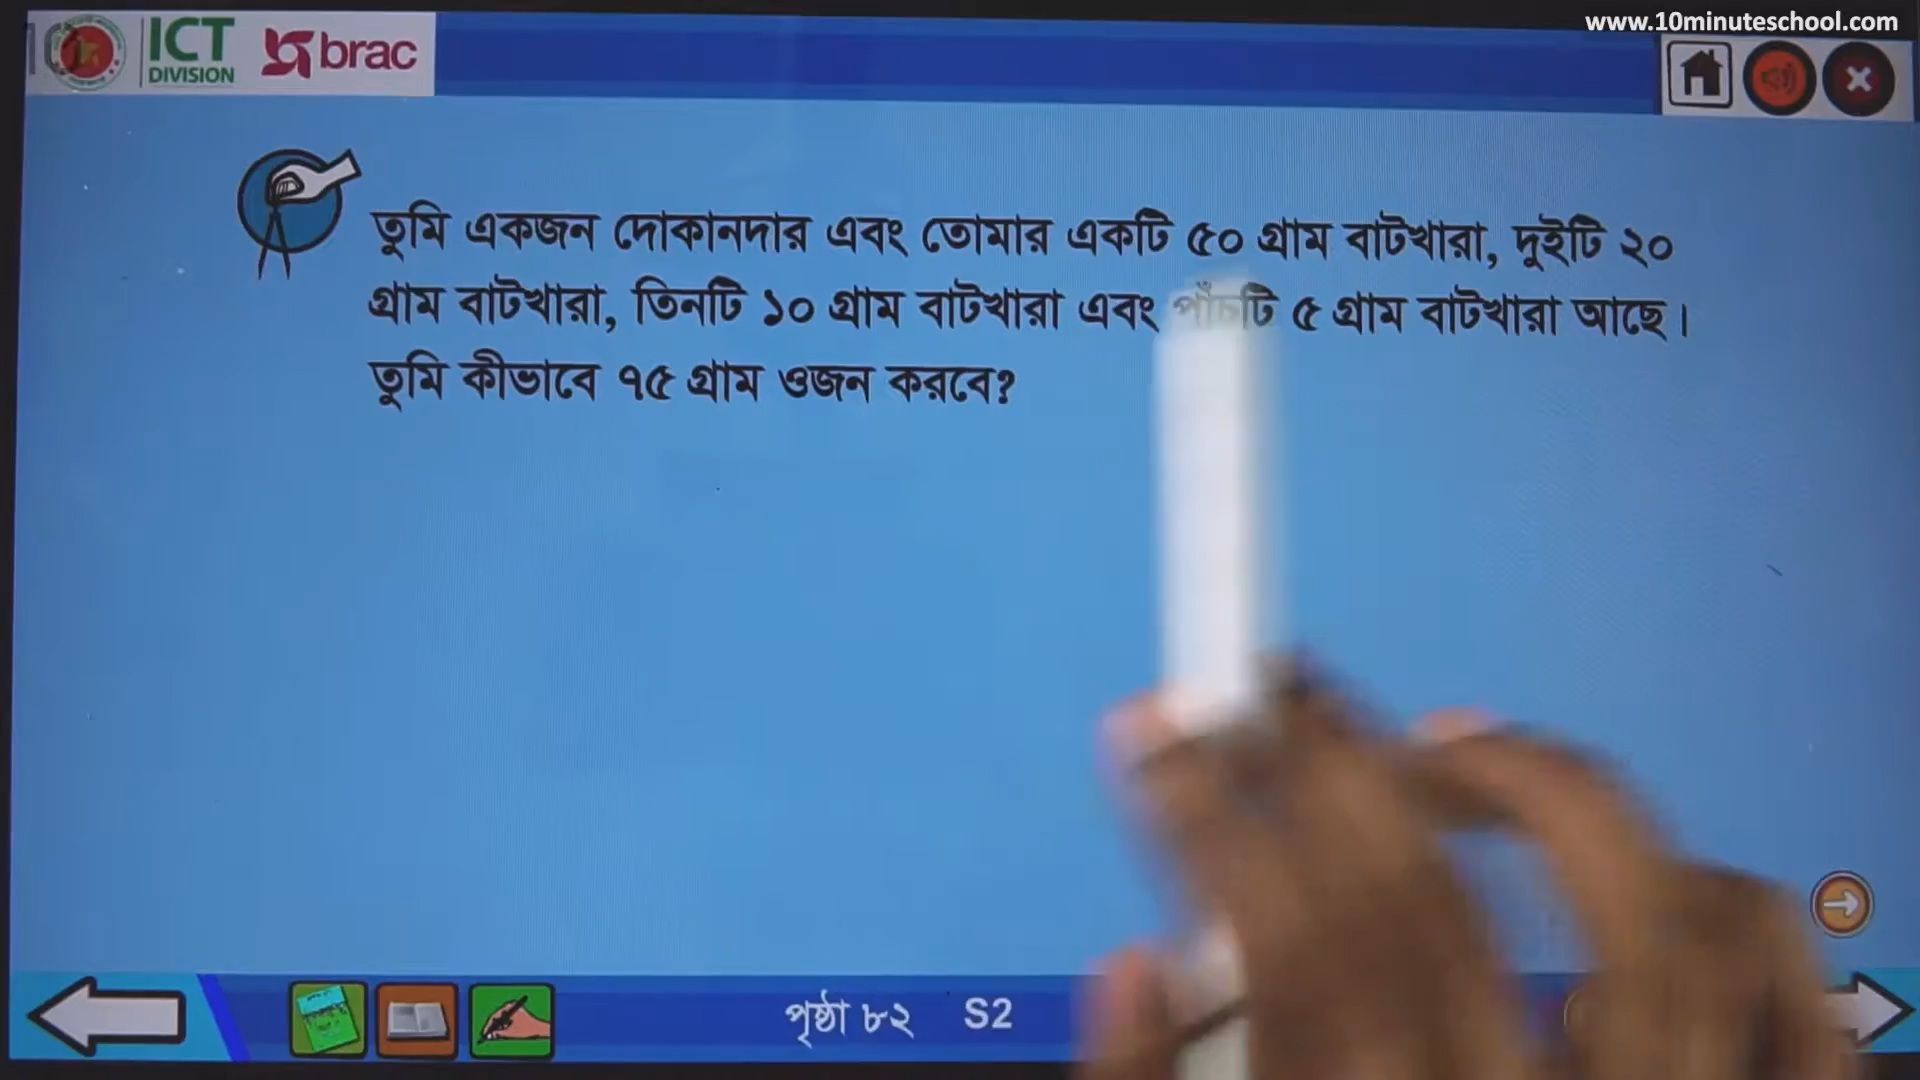 www.10minuteschool.com
10
ICT
DIVISION
brac
তুমি একজন দোকানদার এবং তোমার একটি ৫০ গ্রাম বাটখারা, দুইটি ২০
গ্রাম বাটখারা, তিনটি ১০ গ্রাম বাটখারা এবং পাঁচটি ৫ গ্রাম বাটখারা আছে।
তুমি কীভাবে ৭৫ গ্রাম ওজন করবে?
পৃষ্ঠা ৮২ S2